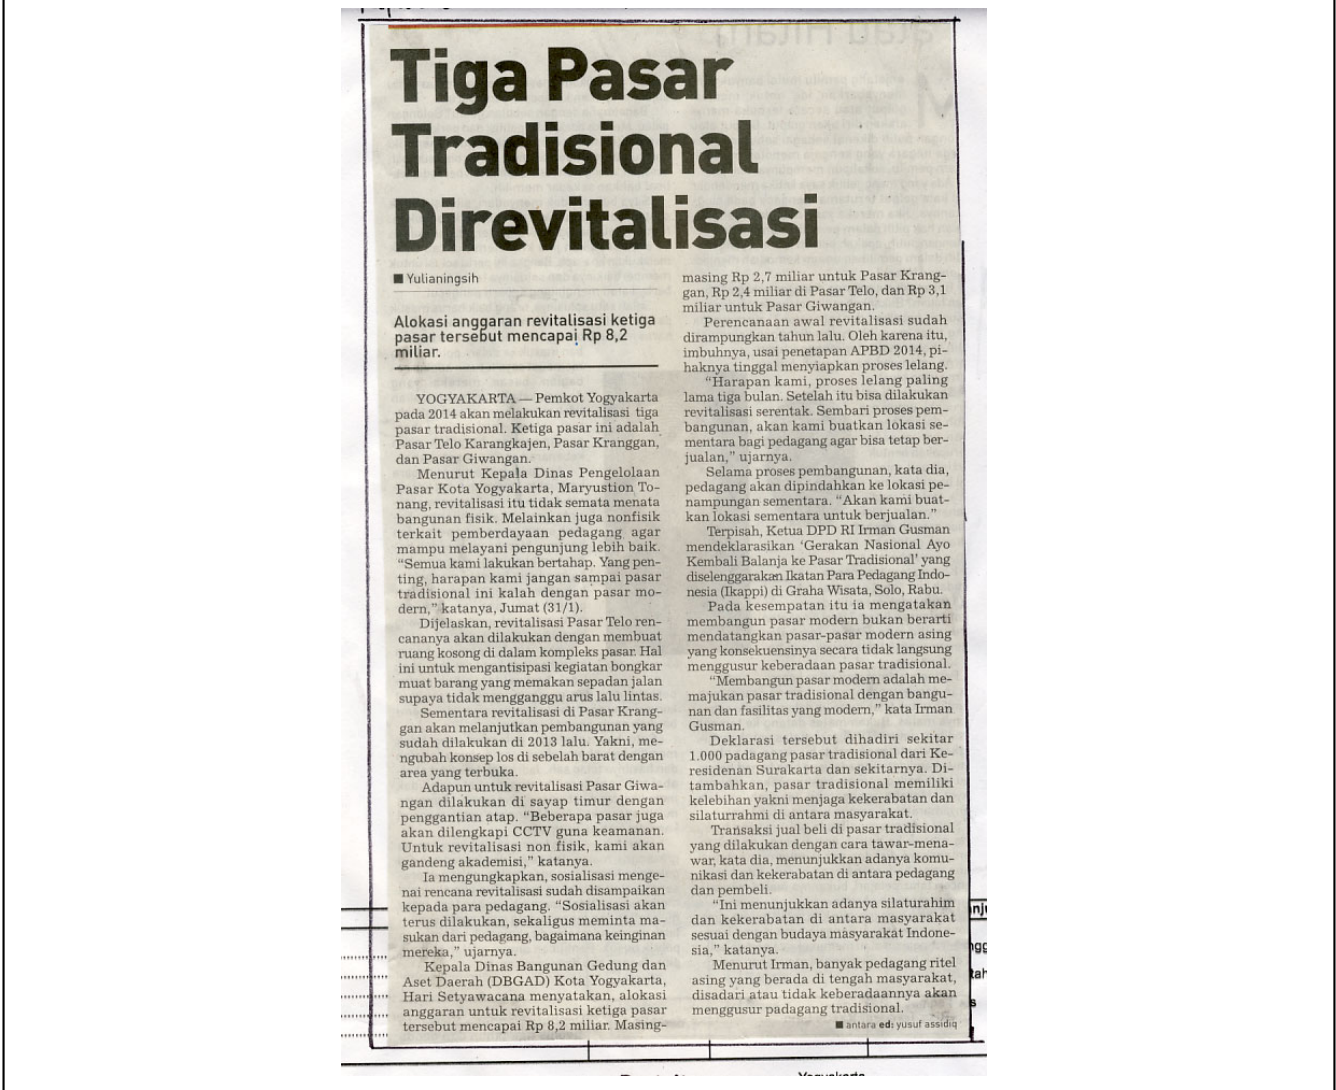 Tiga Pasar
Tradisional
Direvitalisasi
■ Yulianingsih
Alokasi anggaran revitalisasi ketiga
pasar tersebut mencapai Rp 8,2
miliar.
YOGYAKARTA — Pemkot Yogyakarta
pada 2014 akan melakukan revitalisasi tiga
pasar tradisional. Ketiga pasar ini adalah
Pasar Telo Karangkajen, Pasar Kranggan,
dan Pasar Giwangan.
Menurut Kepala Dinas Pengelolaan
Pasar Kota Yogyakarta, Maryustion To-
nang, revitalisasi itu tidak semata menata
bangunan fisik. Melainkan juga nonfisik
terkait pemberdayaan pedagang agar
mampu melayani pengunjung lebih baik.
“Semua kami lakukan bertahap. Yang pen-
ting, harapan kami jangan sampai pasar
tradisional ini kalah dengan pasar mo-
dern,” katanya, Jumat (31/1).
Dijelaskan, revitalisasi Pasar Telo ren-
cananya akan dilakukan dengan membuat
ruang kosong di dalam kompleks pasar. Hal
ini untuk mengantisipasi kegiatan bongkar
muat barang yang memakan sepadan jalan
supaya tidak mengganggu arus lalu lintas.
Sementara revitalisasi di Pasar Krang-
gan akan melanjutkan pembangunan yang
sudah dilakukan di 2013 lalu. Yakni, me-
ngubah konsep los di sebelah barat dengan
area yang terbuka.
Adapun untuk revitalisasi Pasar Giwa-
ngan dilakukan di sayap timur dengan
penggantian atap. “Beberapa pasar juga
akan dilengkapi CCTV guna keamanan.
Untuk revitalisasi non fisik, kami akan
gandeng akademisi,” katanya.
Ia mengungkapkan, sosialisasi menge-
nai rencana revitalisasi sudah disampaikan
kepada para pedagang. “Sosialisasi akan
terus dilakukan, sekaligus meminta ma-
sukan dari pedagang, bagaimana keinginan
mereka,” ujarnya.
Kepala Dinas Bangunan Gedung dan
Aset Daerah (DBGAD) Kota Yogyakarta,
Hari Setyawacana menyatakan, alokasi
anggaran untuk revitalisasi ketiga pasar
tersebut mencapai Rp 8,2 miliar. Masing-
masing Rp 2,7 miliar untuk Pasar Krang-
gan, Rp 2,4 miliar di Pasar Telo, dan Rp 3,1
miliar untuk Pasar Giwangan.
Perencanaan awal revitalisasi sudah
dirampungkan tahun lalu. Oleh karena itu,
imbuhnya, usai penetapan APBD 2014, pi-
haknya tinggal menyiapkan proses lelang.
“Harapan kami, proses lelang paling
lama tiga bulan. Setelah itu bisa dilakukan
revitalisasi serentak. Sembari proses pem-
bangunan, akan kami buatkan lokasi se-
mentara bagi pedagang agar bisa tetap ber-
jualan,” ujarnya.
Selama proses pembangunan, kata dia,
pedagang akan dipindahkan ke lokasi pe-
nampungan sementara. “Akan kami buat-
kan lokasi sementara untuk berjualan.”
Terpisah, Ketua DPD RI Irman Gusman
mendeklarasikan ‘Gerakan Nasional Ayo
Kembali Balanja ke Pasar Tradisional’ yang
diselenggarakan Ikatan Para Pedagang Indo-
nesia (Ikappi) di Graha Wisata, Solo, Rabu.
Pada kesempatan itu ia mengatakan
membangun pasar modern bukan berarti
mendatangkan pasar-pasar modern asing
yang konsekuensinya secara tidak langsung
menggusur keberadaan pasar tradisional.
“Membangun pasar modern adalah me-
majukan pasar tradisional dengan bangu-
nan dan fasilitas yang modern,” kata Irman
Gusman.
Deklarasi tersebut dihadiri sekitar
1.000 padagang pasar tradisional dari Ke-
residenan Surakarta dan sekitarnya. Di-
tambahkan, pasar tradisional memiliki
kelebihan yakni menjaga kekerabatan dan
silaturrahmi di antara masyarakat.
Transaksi jual beli di pasar tradisional
yang dilakukan dengan cara tawar-mena-
war, kata dia, menunjukkan adanya komu-
nikasi dan kekerabatan di antara pedagang
dan pembeli.
“Ini menunjukkan adanya silaturahim
dan kekerabatan di antara masyarakat
sesuai dengan budaya masyarakat Indone-
sia,” katanya.
Menurut Irman, banyak pedagang ritel
asing yang berada di tengah masyarakat,
disadari atau tidak keberadaannya akan
menggusur padagang tradisional.
■ antara ed: yusuf assidiq